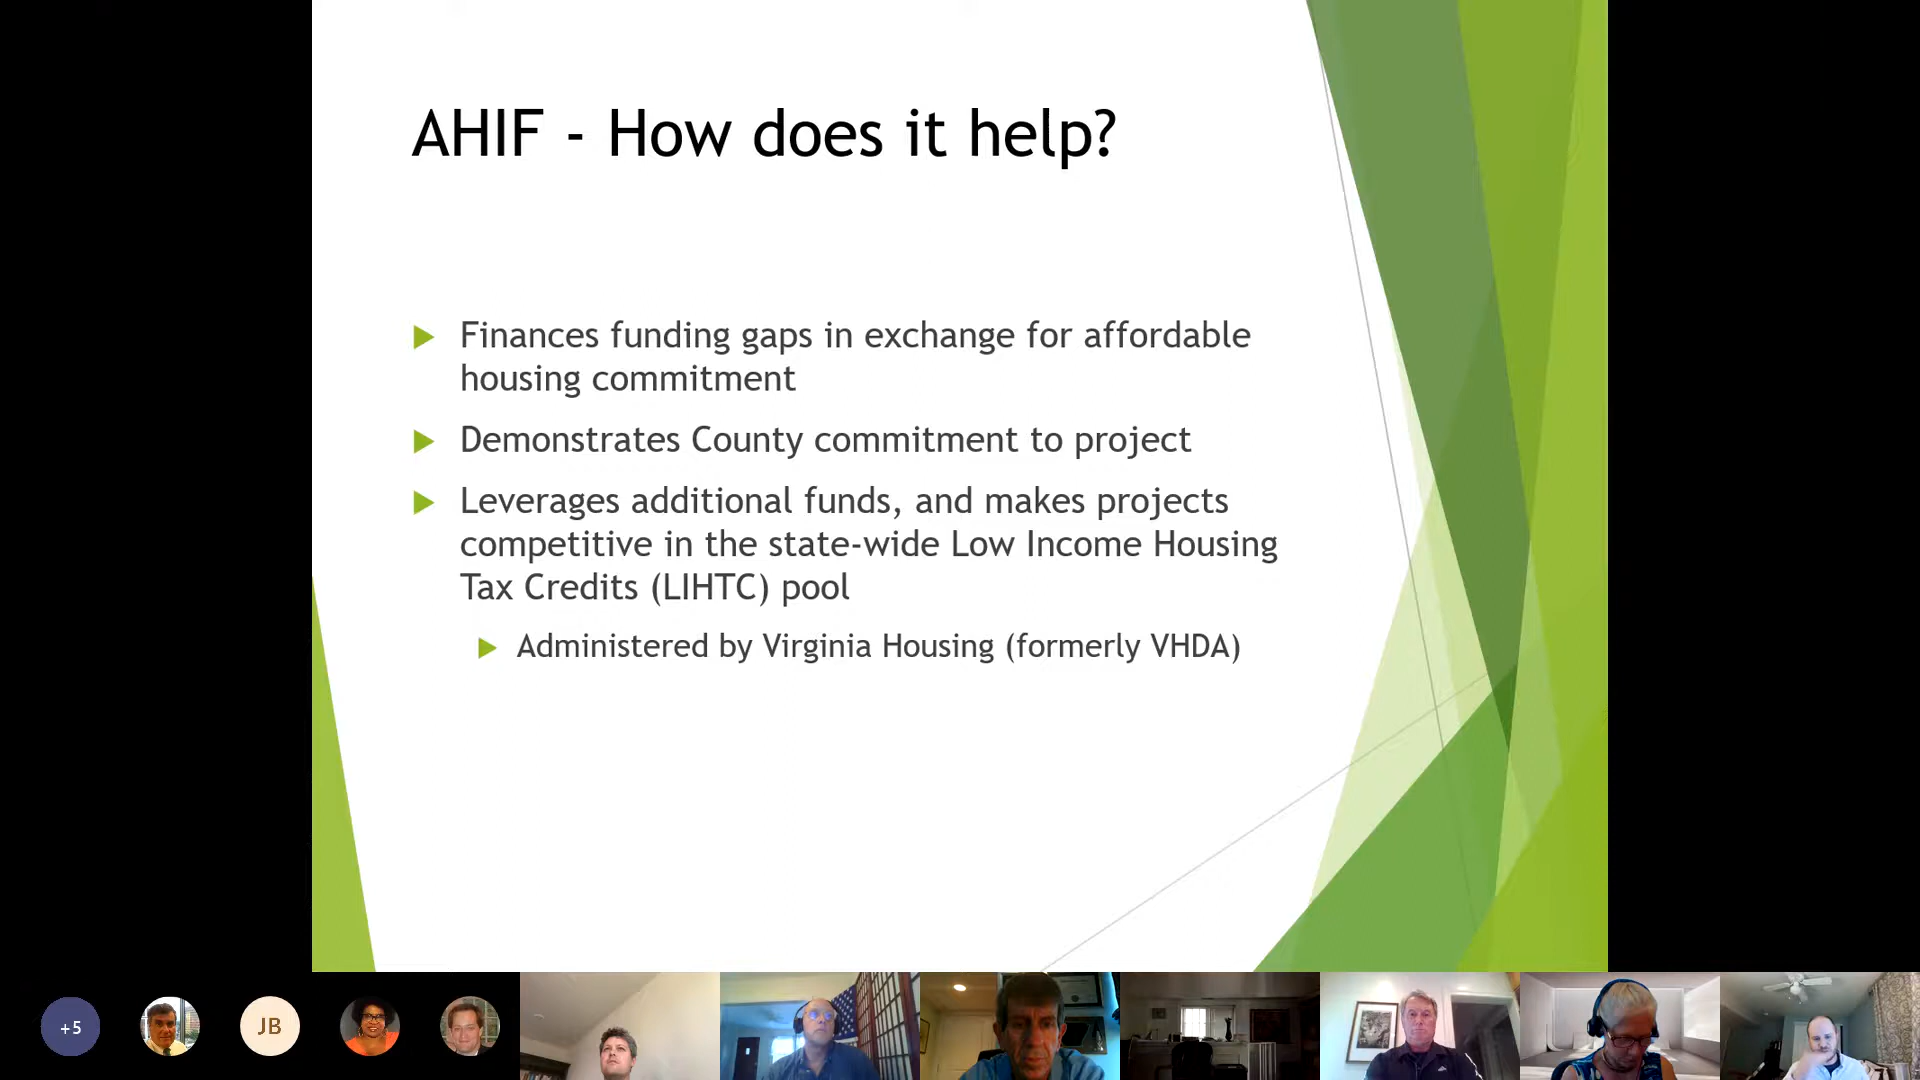 AHIF - How does it help?
Finances funding gaps in exchange for affordable
housing commitment
Demonstrates County commitment to project
Leverages additional funds, and makes projects
competitive in the state-wide Low Income Housing
Tax Credits (LIHTC) pool
Administered by Virginia Housing (formerly VHDA)
+5
JB